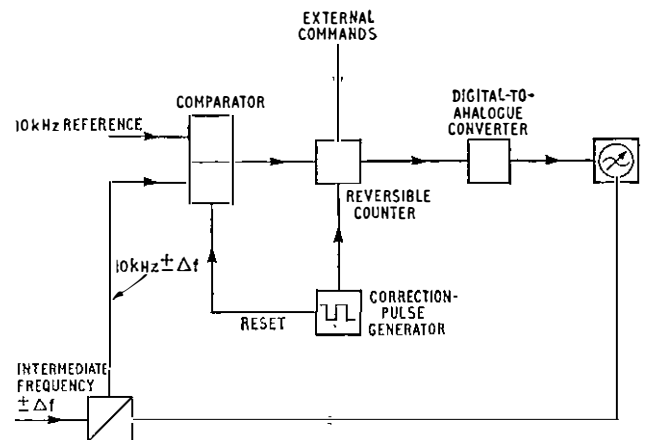 EXTERNAL
COMMANDS
COMPARATOR
DIGITAL-TO-
ANALOGUE
CONVERTER
10kHz REFERENCE
REVERSIBLE
COUNTER
10kHz ± Δf
CORRECTION-
PULSE
GENERATOR
RESET
INTERMEDIATE
FREQUENCY
± Δf